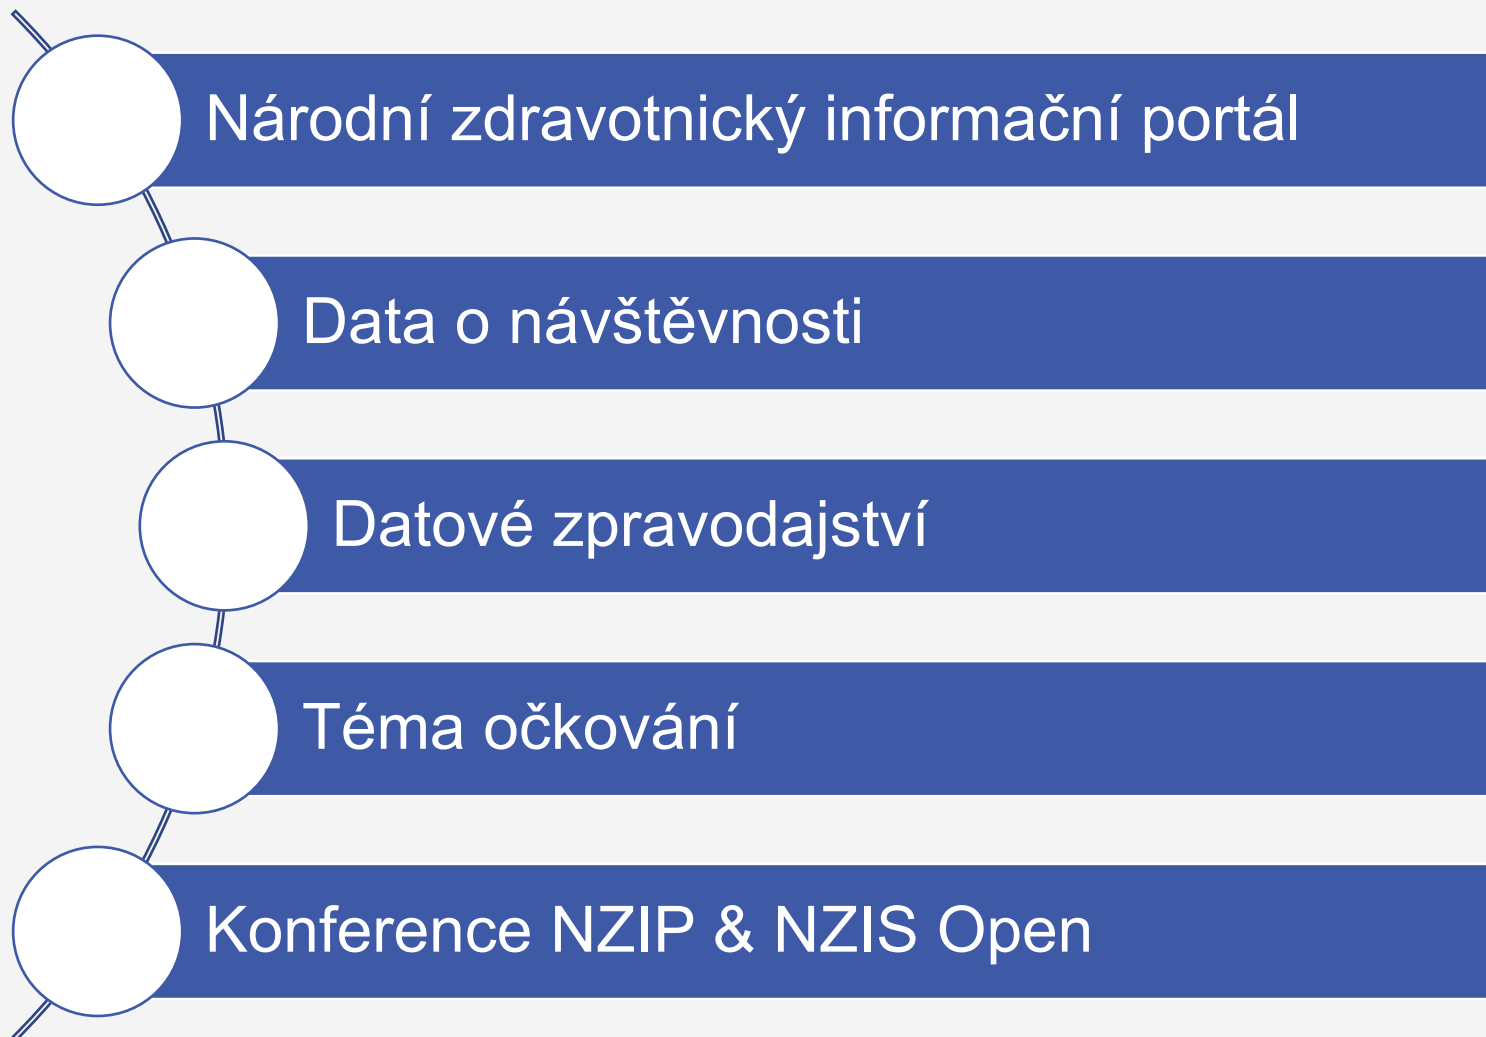 Národní zdravotnický informační portál
Data o návštěvnosti
Datové zpravodajství
Téma očkování
Konference NZIP & NZIS Open